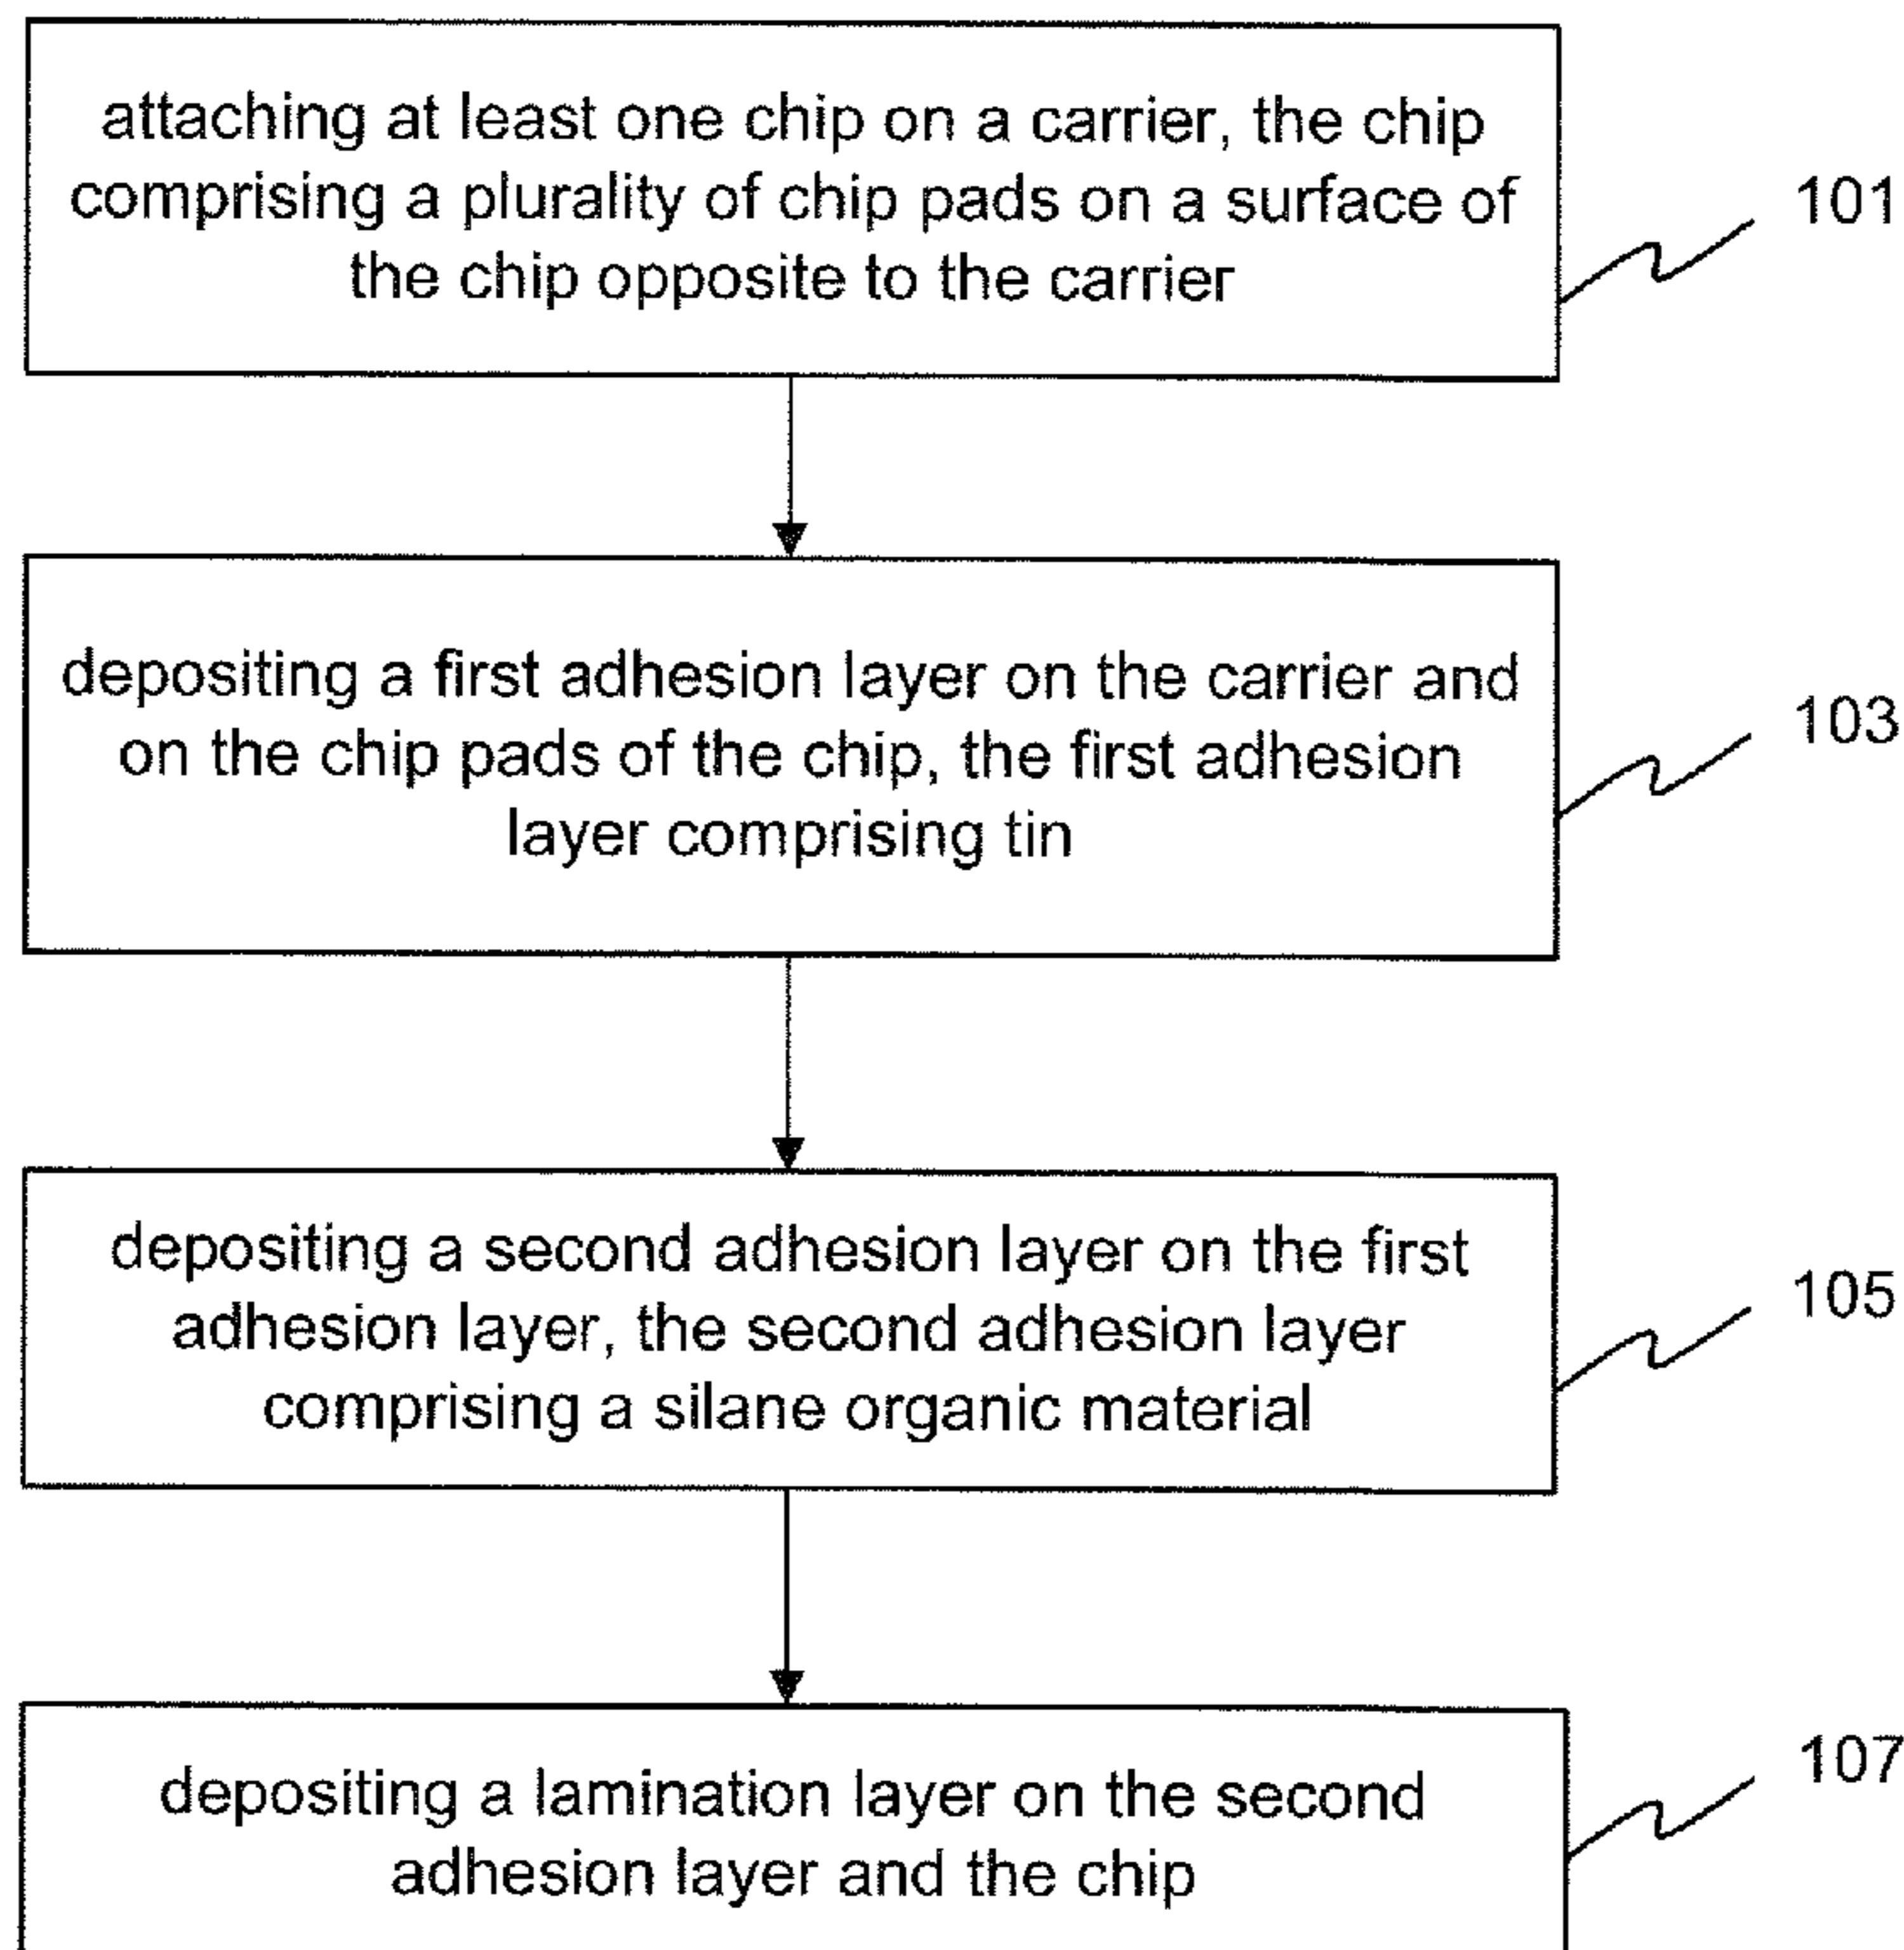 attaching at least one chip on a carrier, the chip
comprising a plurality of chip pads on a surface of
the chip opposite to the carrier
101
depositing a first adhesion layer on the carrier and
on the chip pads of the chip, the first adhesion
layer comprising tin
103
depositing a second adhesion layer on the first
adhesion layer, the second adhesion layer
comprising a silane organic material
105
depositing a lamination layer on the second
adhesion layer and the chip
107